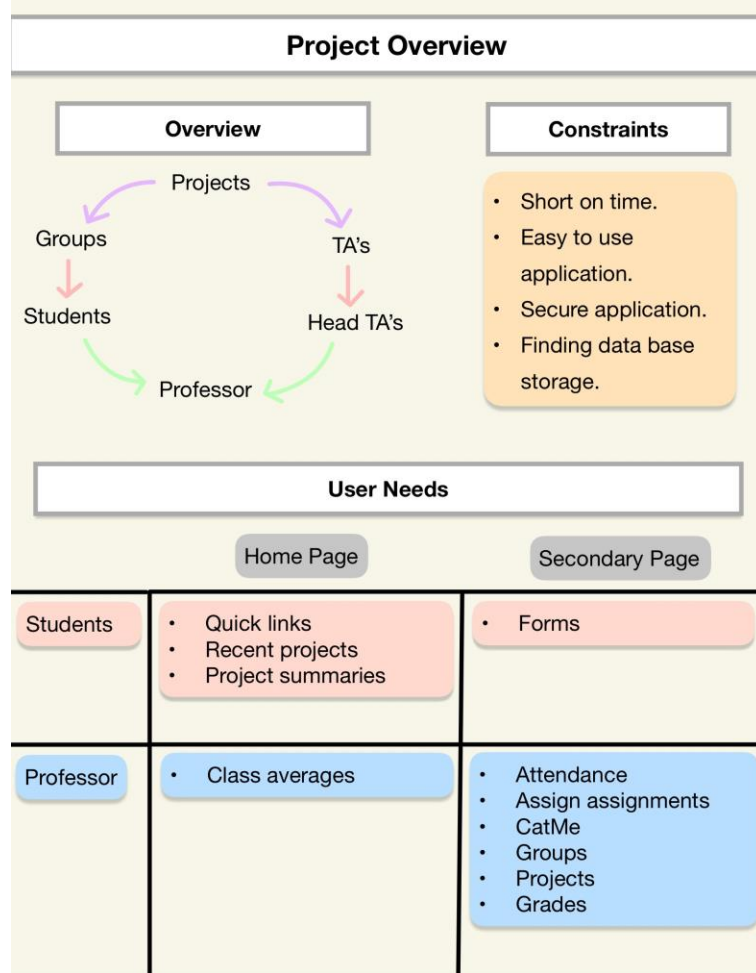 Project Overview
Overview
Constraints
Projects
Groups
TA's
Students
Head TA's
Professor
• Short on time.
• Easy to use
application.
• Secure application.
• Finding data base
storage.
User Needs
Home Page
Secondary Page
Students
• Quick links
• Recent projects
• Project summaries
• Forms
Professor
• Class averages
• Attendance
• Assign assignments
• CatMe
• Groups
• Projects
• Grades